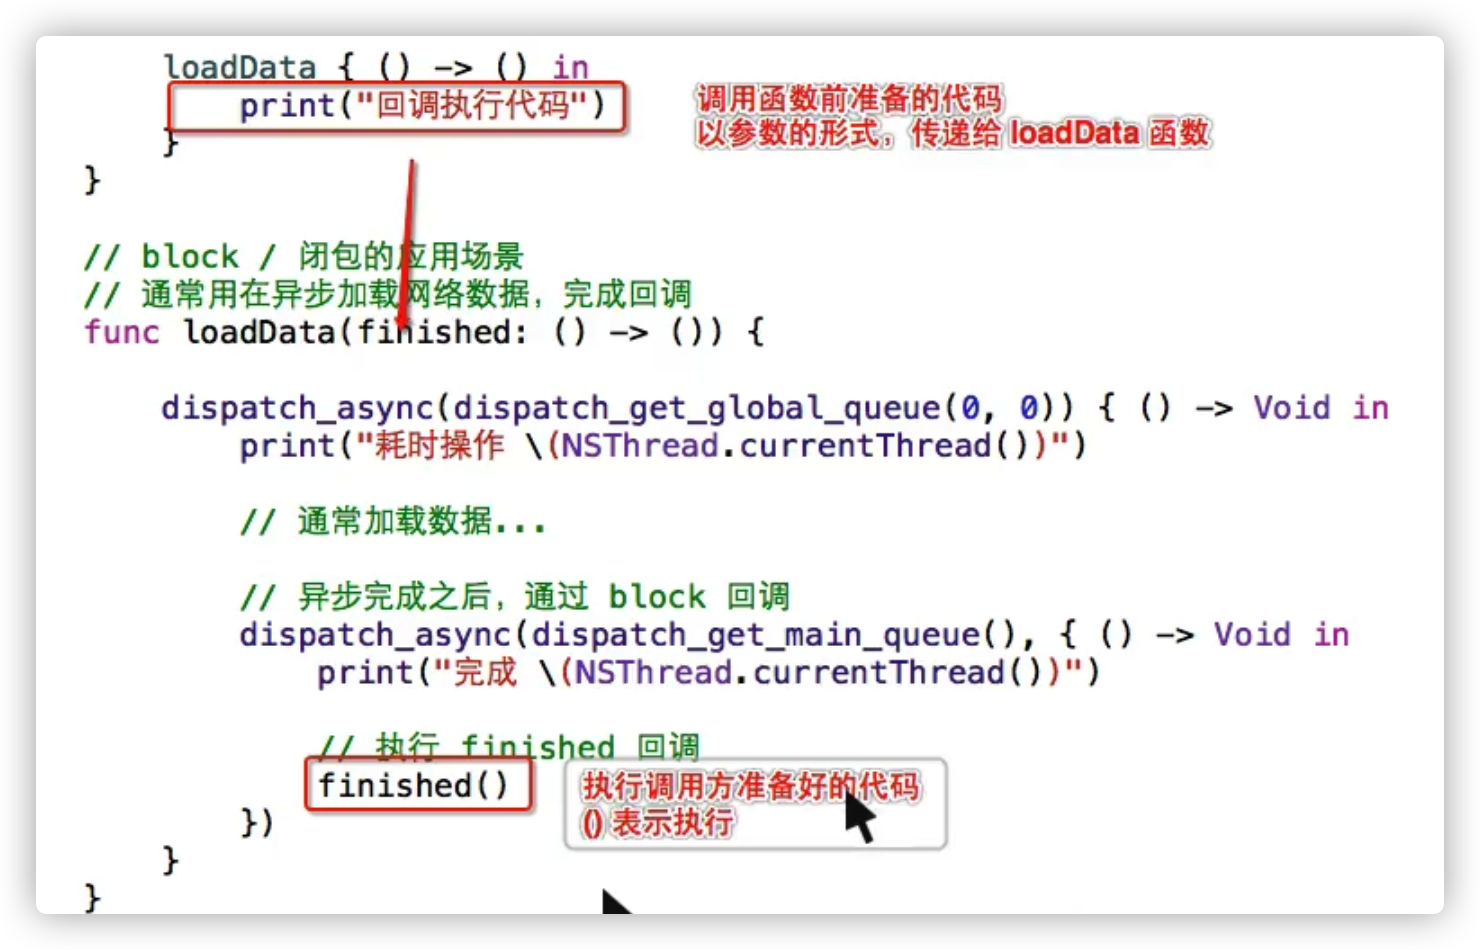 loadData { () -> () in
print("回调执行代码")
调用函数前准备的代码
以参数的形式，传递给 loadData 函数
}
}
// block / 闭包的应用场景
// 通常用在异步加载网络数据，完成回调
func loadData(finished: () -> ()) {
dispatch_async(dispatch_get_global_queue(0, 0)) { () -> Void in
print("耗时操作 \(NSThread.currentThread())")
// 通常加载数据...
// 异步完成之后，通过 block 回调
dispatch_async(dispatch_get_main_queue(), { () -> Void in
print("完成 \(NSThread.currentThread())")
// 执行 finished 回调
finished()
执行调用方准备好的代码
() 表示执行
})
}
}